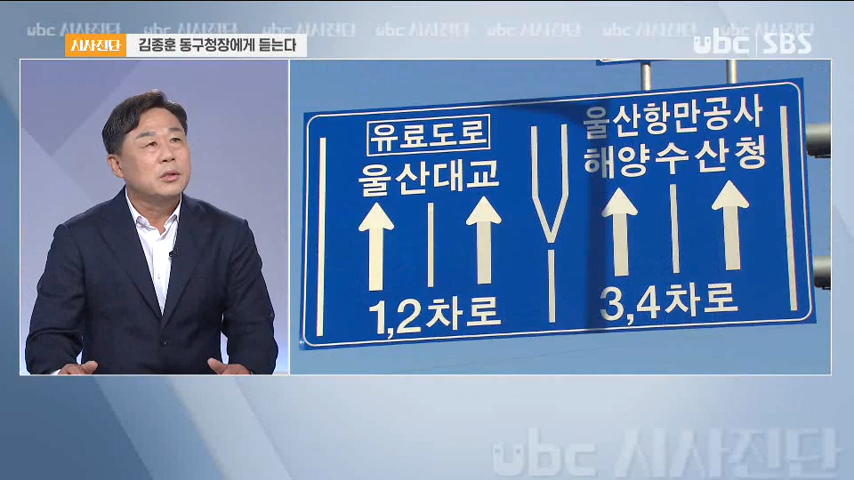 시사진단 김종훈 동구청장에게 듣는다
ubc SBS
유료도로
울산대교
1,2차로
울산항만공사
해양수산청
3,4차로
ubc 시사진단